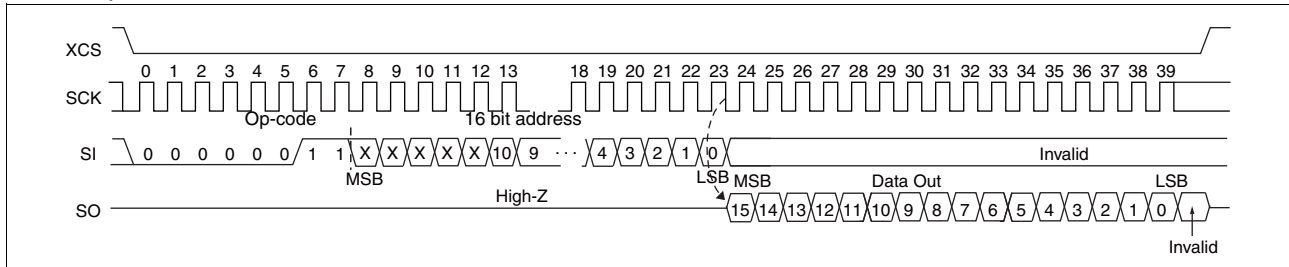 XCS
0 1 2 3 4 5 6 7 8 9 10 11 12 13 18 19 20 21 22 23 24 25 26 27 28 29 30 31 32 33 34 35 36 37 38 39
SCK
Op-code 16 bit address
SI 0 0 0 0 0 0 1 1 X X X X X 10 9 ··· 4 3 2 1 0 Invalid
MSB LSB MSB Data Out LSB
High-Z
SO 15 14 13 12 11 10 9 8 7 6 5 4 3 2 1 0
Invalid